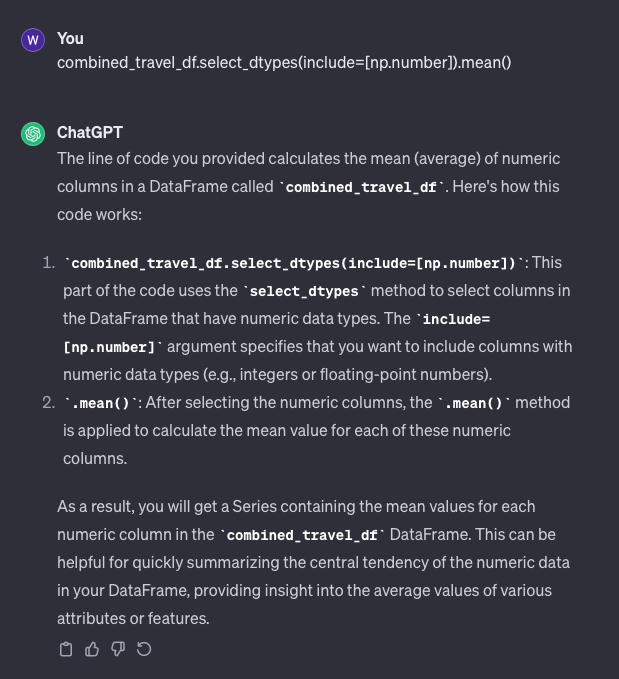 W
You
combined_travel_df.select_dtypes(include=[np.number]).mean()
ChatGPT
The line of code you provided calculates the mean (average) of numeric
columns in a DataFrame called `combined_travel_df`. Here's how this
code works:
1. `combined_travel_df.select_dtypes(include=[np.number])`: This
part of the code uses the `select_dtypes` method to select columns in
the DataFrame that have numeric data types. The `include=
[np.number]` argument specifies that you want to include columns with
numeric data types (e.g., integers or floating-point numbers).
2. `.mean()`: After selecting the numeric columns, the `.mean()` method
is applied to calculate the mean value for each of these numeric
columns.
As a result, you will get a Series containing the mean values for each
numeric column in the `combined_travel_df` DataFrame. This can be
helpful for quickly summarizing the central tendency of the numeric data
in your DataFrame, providing insight into the average values of various
attributes or features.